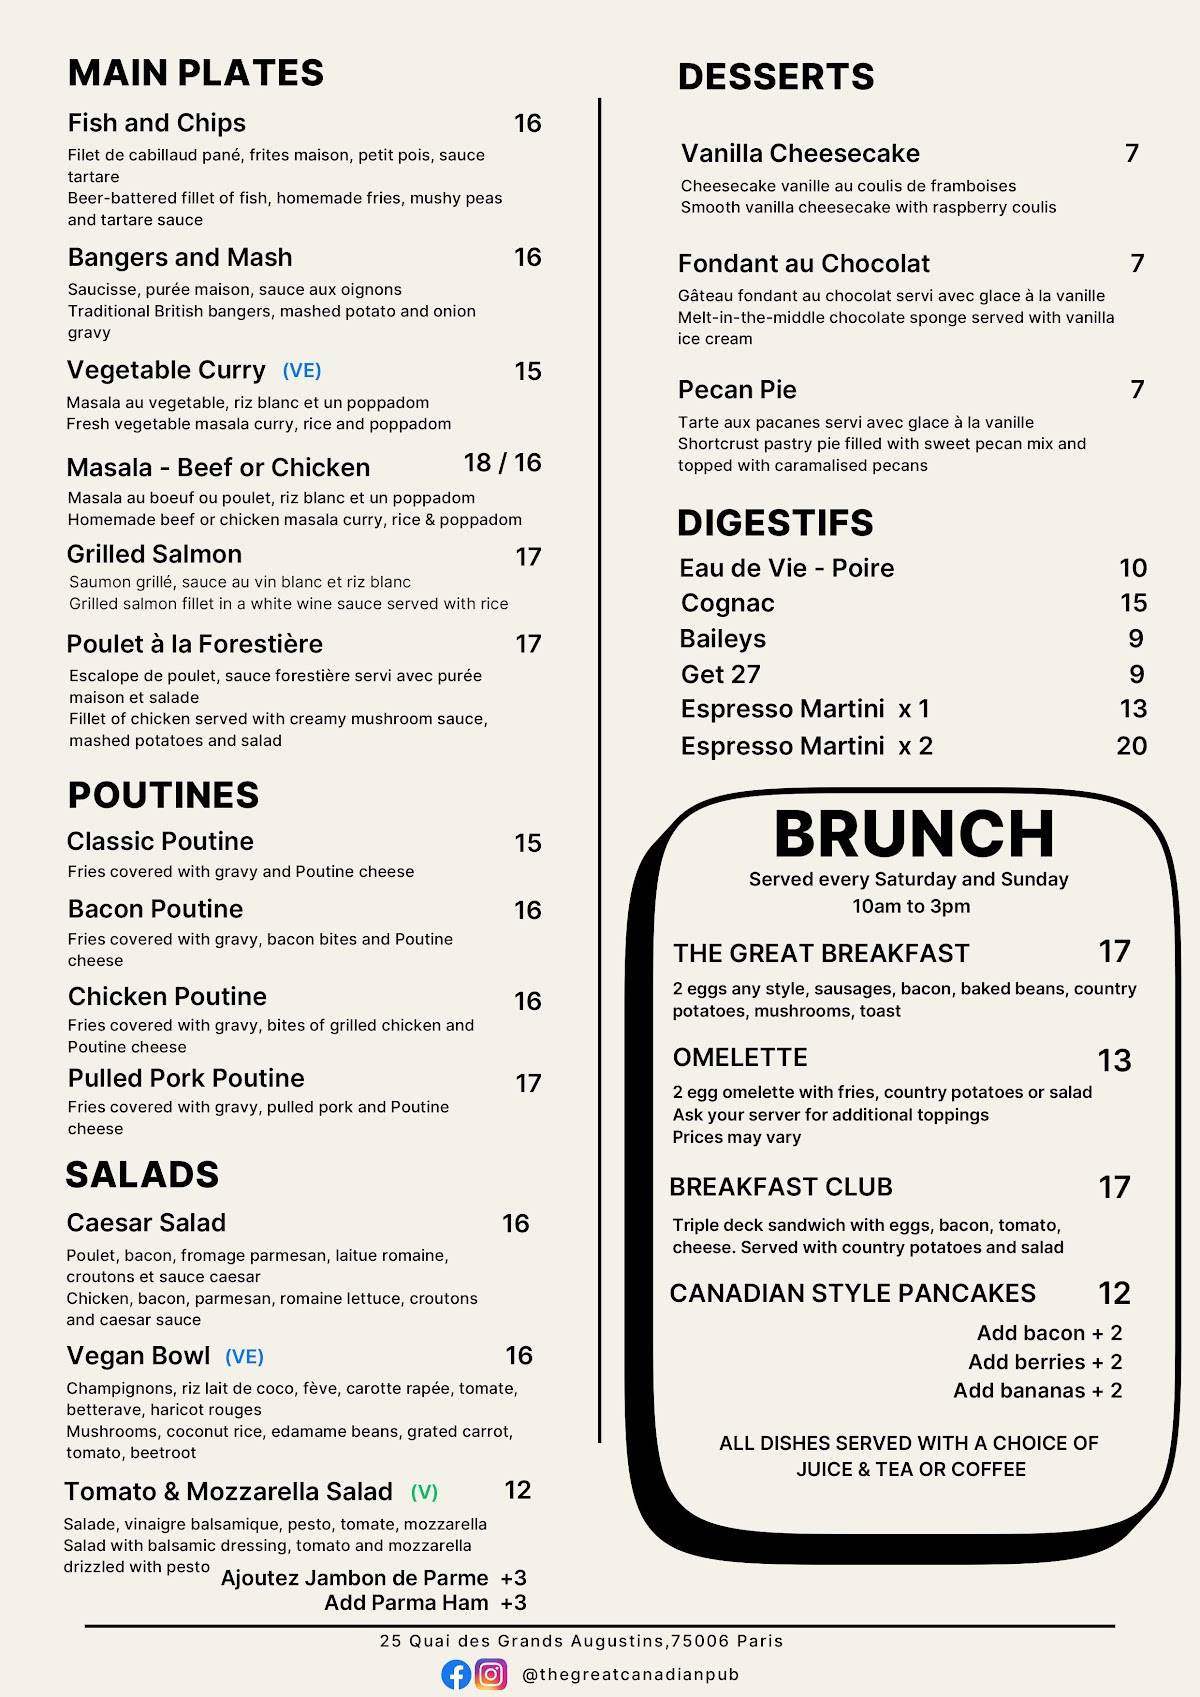 MAIN PLATES
Fish and Chips 16
Filet de cabillaud pané, frites maison, petit pois, sauce
tartare
Beer-battered fillet of fish, homemade fries, mushy peas
and tartare sauce
Bangers and Mash 16
Saucisse, purée maison, sauce aux oignons
Traditional British bangers, mashed potato and onion
gravy
Vegetable Curry (VE) 15
Masala au vegetable, riz blanc et un poppadom
Fresh vegetable masala curry, rice and poppadom
Masala - Beef or Chicken 18 / 16
Masala au boeuf ou poulet, riz blanc et un poppadom
Homemade beef or chicken masala curry, rice & poppadom
Grilled Salmon 17
Saumon grillé, sauce au vin blanc et riz blanc
Grilled salmon fillet in a white wine sauce served with rice
Poulet à la Forestière 17
Escalope de poulet, sauce forestière servi avec purée
maison et salade
Fillet of chicken served with creamy mushroom sauce,
mashed potatoes and salad
POUTINES
Classic Poutine 15
Fries covered with gravy and Poutine cheese
Bacon Poutine 16
Fries covered with gravy, bacon bites and Poutine
cheese
Chicken Poutine 16
Fries covered with gravy, bites of grilled chicken and
Poutine cheese
Pulled Pork Poutine 17
Fries covered with gravy, pulled pork and Poutine
cheese
SALADS
Caesar Salad 16
Poulet, bacon, fromage parmesan, laitue romaine,
croutons et sauce caesar
Chicken, bacon, parmesan, romaine lettuce, croutons
and caesar sauce
Vegan Bowl (VE) 16
Champignons, riz lait de coco, fève, carotte rapée, tomate,
betterave, haricot rouges
Mushrooms, coconut rice, edamame beans, grated carrot,
tomato, beetroot
Tomato & Mozzarella Salad (V) 12
Salade, vinaigre balsamique, pesto, tomate, mozzarella
Salad with balsamic dressing, tomato and mozzarella
drizzled with pesto
Ajoutez Jambon de Parme +3
Add Parma Ham +3
DESSERTS
Vanilla Cheesecake 7
Cheesecake vanille au coulis de framboises
Smooth vanilla cheesecake with raspberry coulis
Fondant au Chocolat 7
Gâteau fondant au chocolat servi avec glace à la vanille
Melt-in-the-middle chocolate sponge served with vanilla
ice cream
Pecan Pie 7
Tarte aux pacanes servi avec glace à la vanille
Shortcrust pastry pie filled with sweet pecan mix and
topped with caramalised pecans
DIGESTIFS
Eau de Vie - Poire 10
Cognac 15
Baileys 9
Get 27 9
Espresso Martini x 1 13
Espresso Martini x 2 20
BRUNCH
Served every Saturday and Sunday
10am to 3pm
THE GREAT BREAKFAST 17
2 eggs any style, sausages, bacon, baked beans, country
potatoes, mushrooms, toast
OMELETTE 13
2 egg omelette with fries, country potatoes or salad
Ask your server for additional toppings
Prices may vary
BREAKFAST CLUB 17
Triple deck sandwich with eggs, bacon, tomato,
cheese. Served with country potatoes and salad
CANADIAN STYLE PANCAKES 12
Add bacon + 2
Add berries + 2
Add bananas + 2
ALL DISHES SERVED WITH A CHOICE OF
JUICE & TEA OR COFFEE
25 Quai des Grands Augustins,75006 Paris
@thegreatcanadianpub